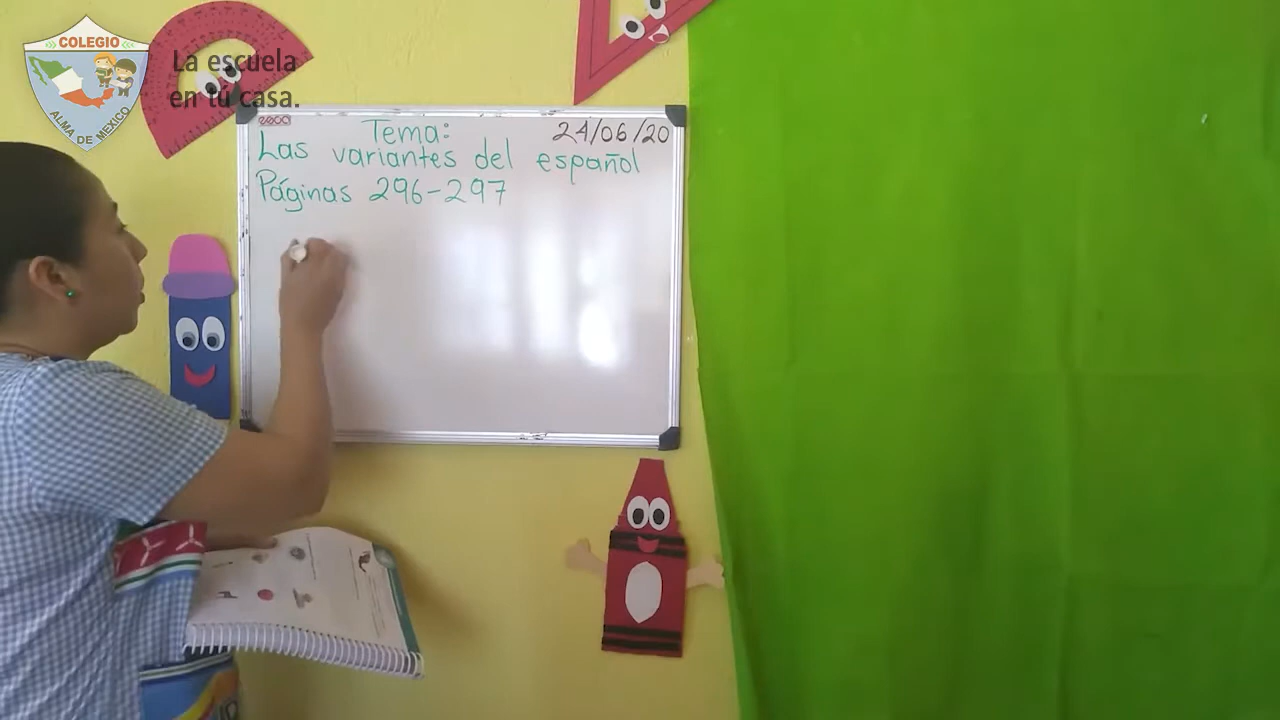 COLEGIO
ALMA DE MEXICO
La escuela
en tú casa.
Tema:
24/06/20
Las variantes del español
Páginas 296-297